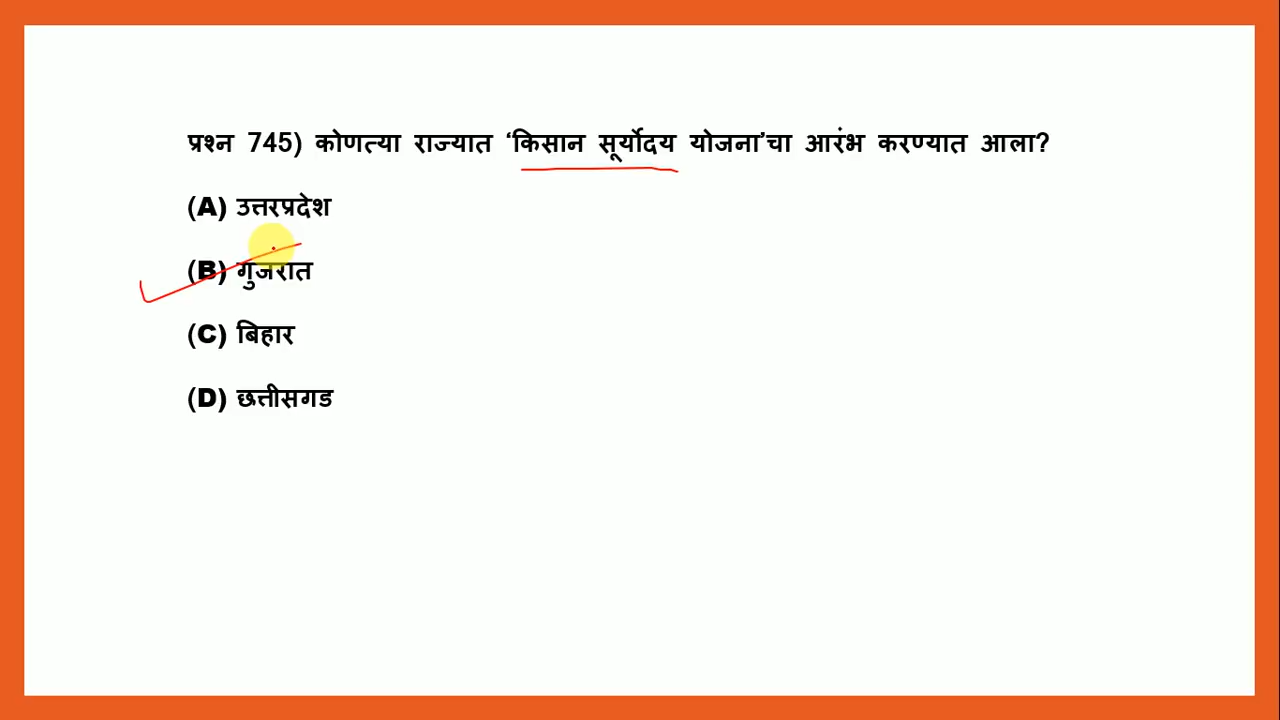 प्रश्न 745) कोणत्या राज्यात ‘किसान सूर्योदय योजना’चा आरंभ करण्यात आला?
(A) उत्तरप्रदेश
(B) गुजरात
(C) बिहार
(D) छत्तीसगड